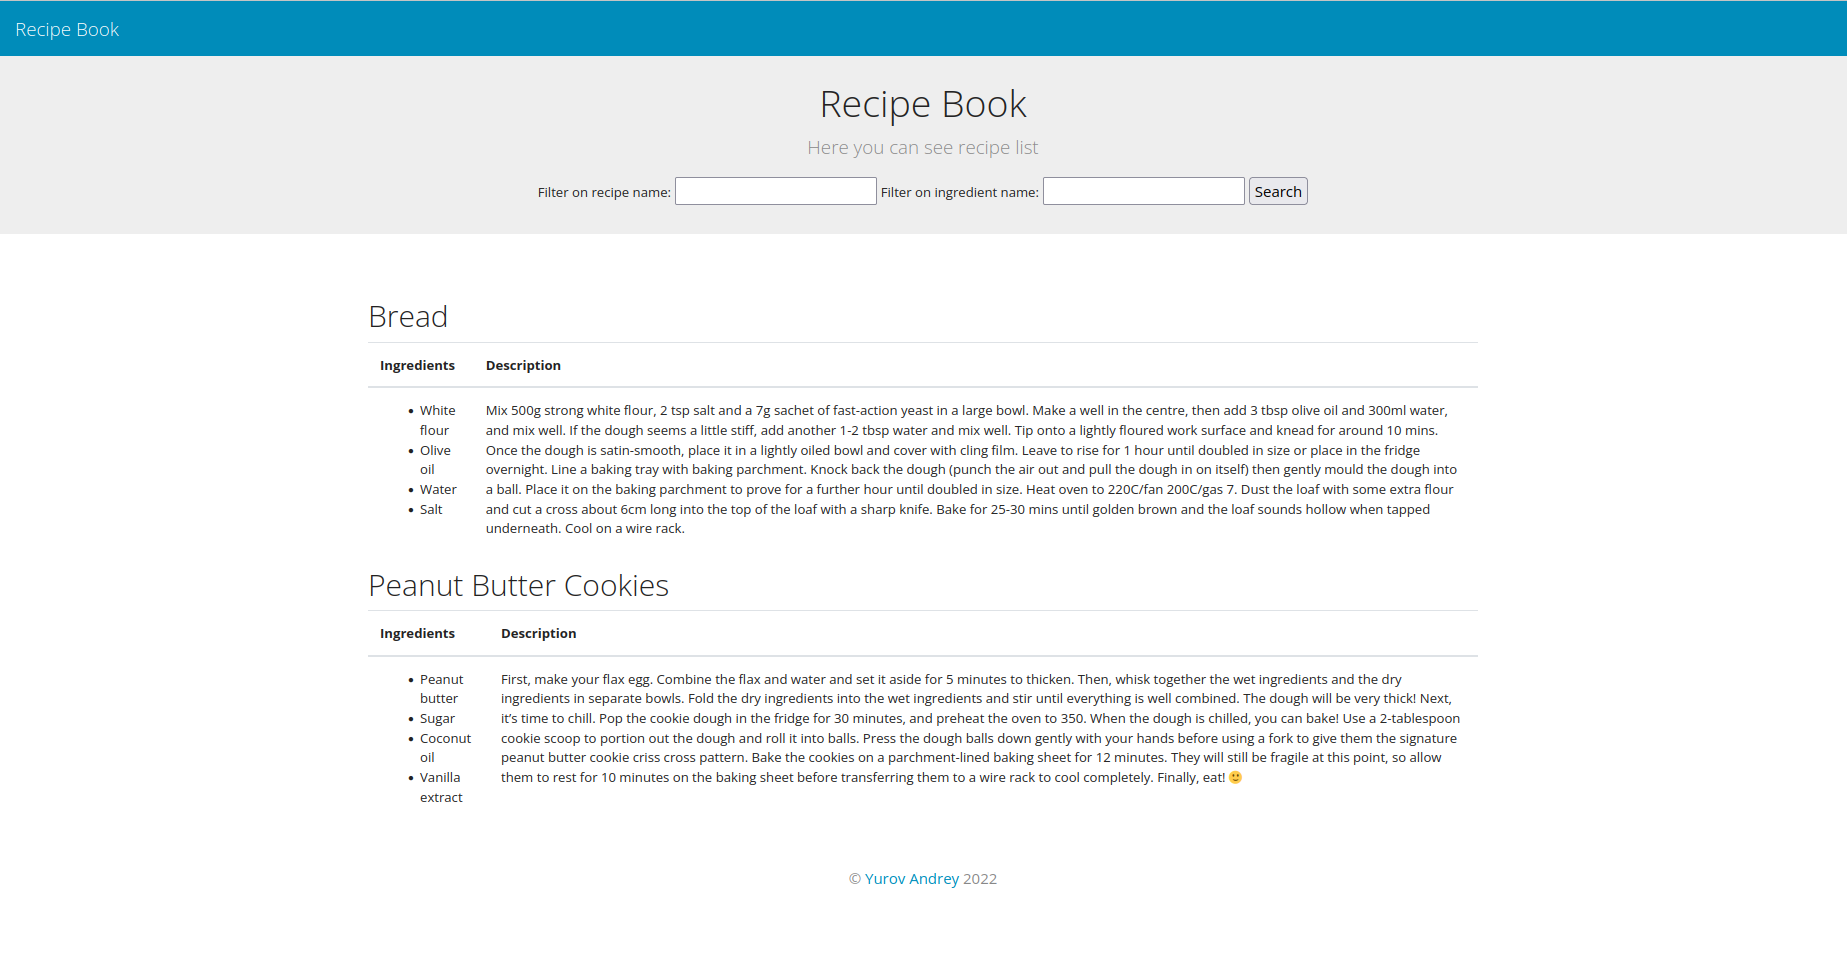 Recipe Book
Recipe Book
Here you can see recipe list
Filter on recipe name: Filter on ingredient name: Search
Bread
Ingredients Description
• White flour
• Olive oil
• Water
• Salt
Mix 500g strong white flour, 2 tsp salt and a 7g sachet of fast-action yeast in a large bowl. Make a well in the centre, then add 3 tbsp olive oil and 300ml water,
and mix well. If the dough seems a little stiff, add another 1-2 tbsp water and mix well. Tip onto a lightly floured work surface and knead for around 10 mins.
Once the dough is satin-smooth, place it in a lightly oiled bowl and cover with cling film. Leave to rise for 1 hour until doubled in size or place in the fridge
overnight. Line a baking tray with baking parchment. Knock back the dough (punch the air out and pull the dough in on itself) then gently mould the dough into
a ball. Place it on the baking parchment to prove for a further hour until doubled in size. Heat oven to 220C/fan 200C/gas 7. Dust the loaf with some extra flour
and cut a cross about 6cm long into the top of the loaf with a sharp knife. Bake for 25-30 mins until golden brown and the loaf sounds hollow when tapped
underneath. Cool on a wire rack.
Peanut Butter Cookies
Ingredients Description
• Peanut butter
• Sugar
• Coconut oil
• Vanilla extract
First, make your flax egg. Combine the flax and water and set it aside for 5 minutes to thicken. Then, whisk together the wet ingredients and the dry
ingredients in separate bowls. Fold the dry ingredients into the wet ingredients and stir until everything is well combined. The dough will be very thick! Next,
it’s time to chill. Pop the cookie dough in the fridge for 30 minutes, and preheat the oven to 350. When the dough is chilled, you can bake! Use a 2-tablespoon
cookie scoop to portion out the dough and roll it into balls. Press the dough balls down gently with your hands before using a fork to give them the signature
peanut butter cookie criss cross pattern. Bake the cookies on a parchment-lined baking sheet for 12 minutes. They will still be fragile at this point, so allow
them to rest for 10 minutes on the baking sheet before transferring them to a wire rack to cool completely. Finally, eat! 🙂
© Yurov Andrey 2022